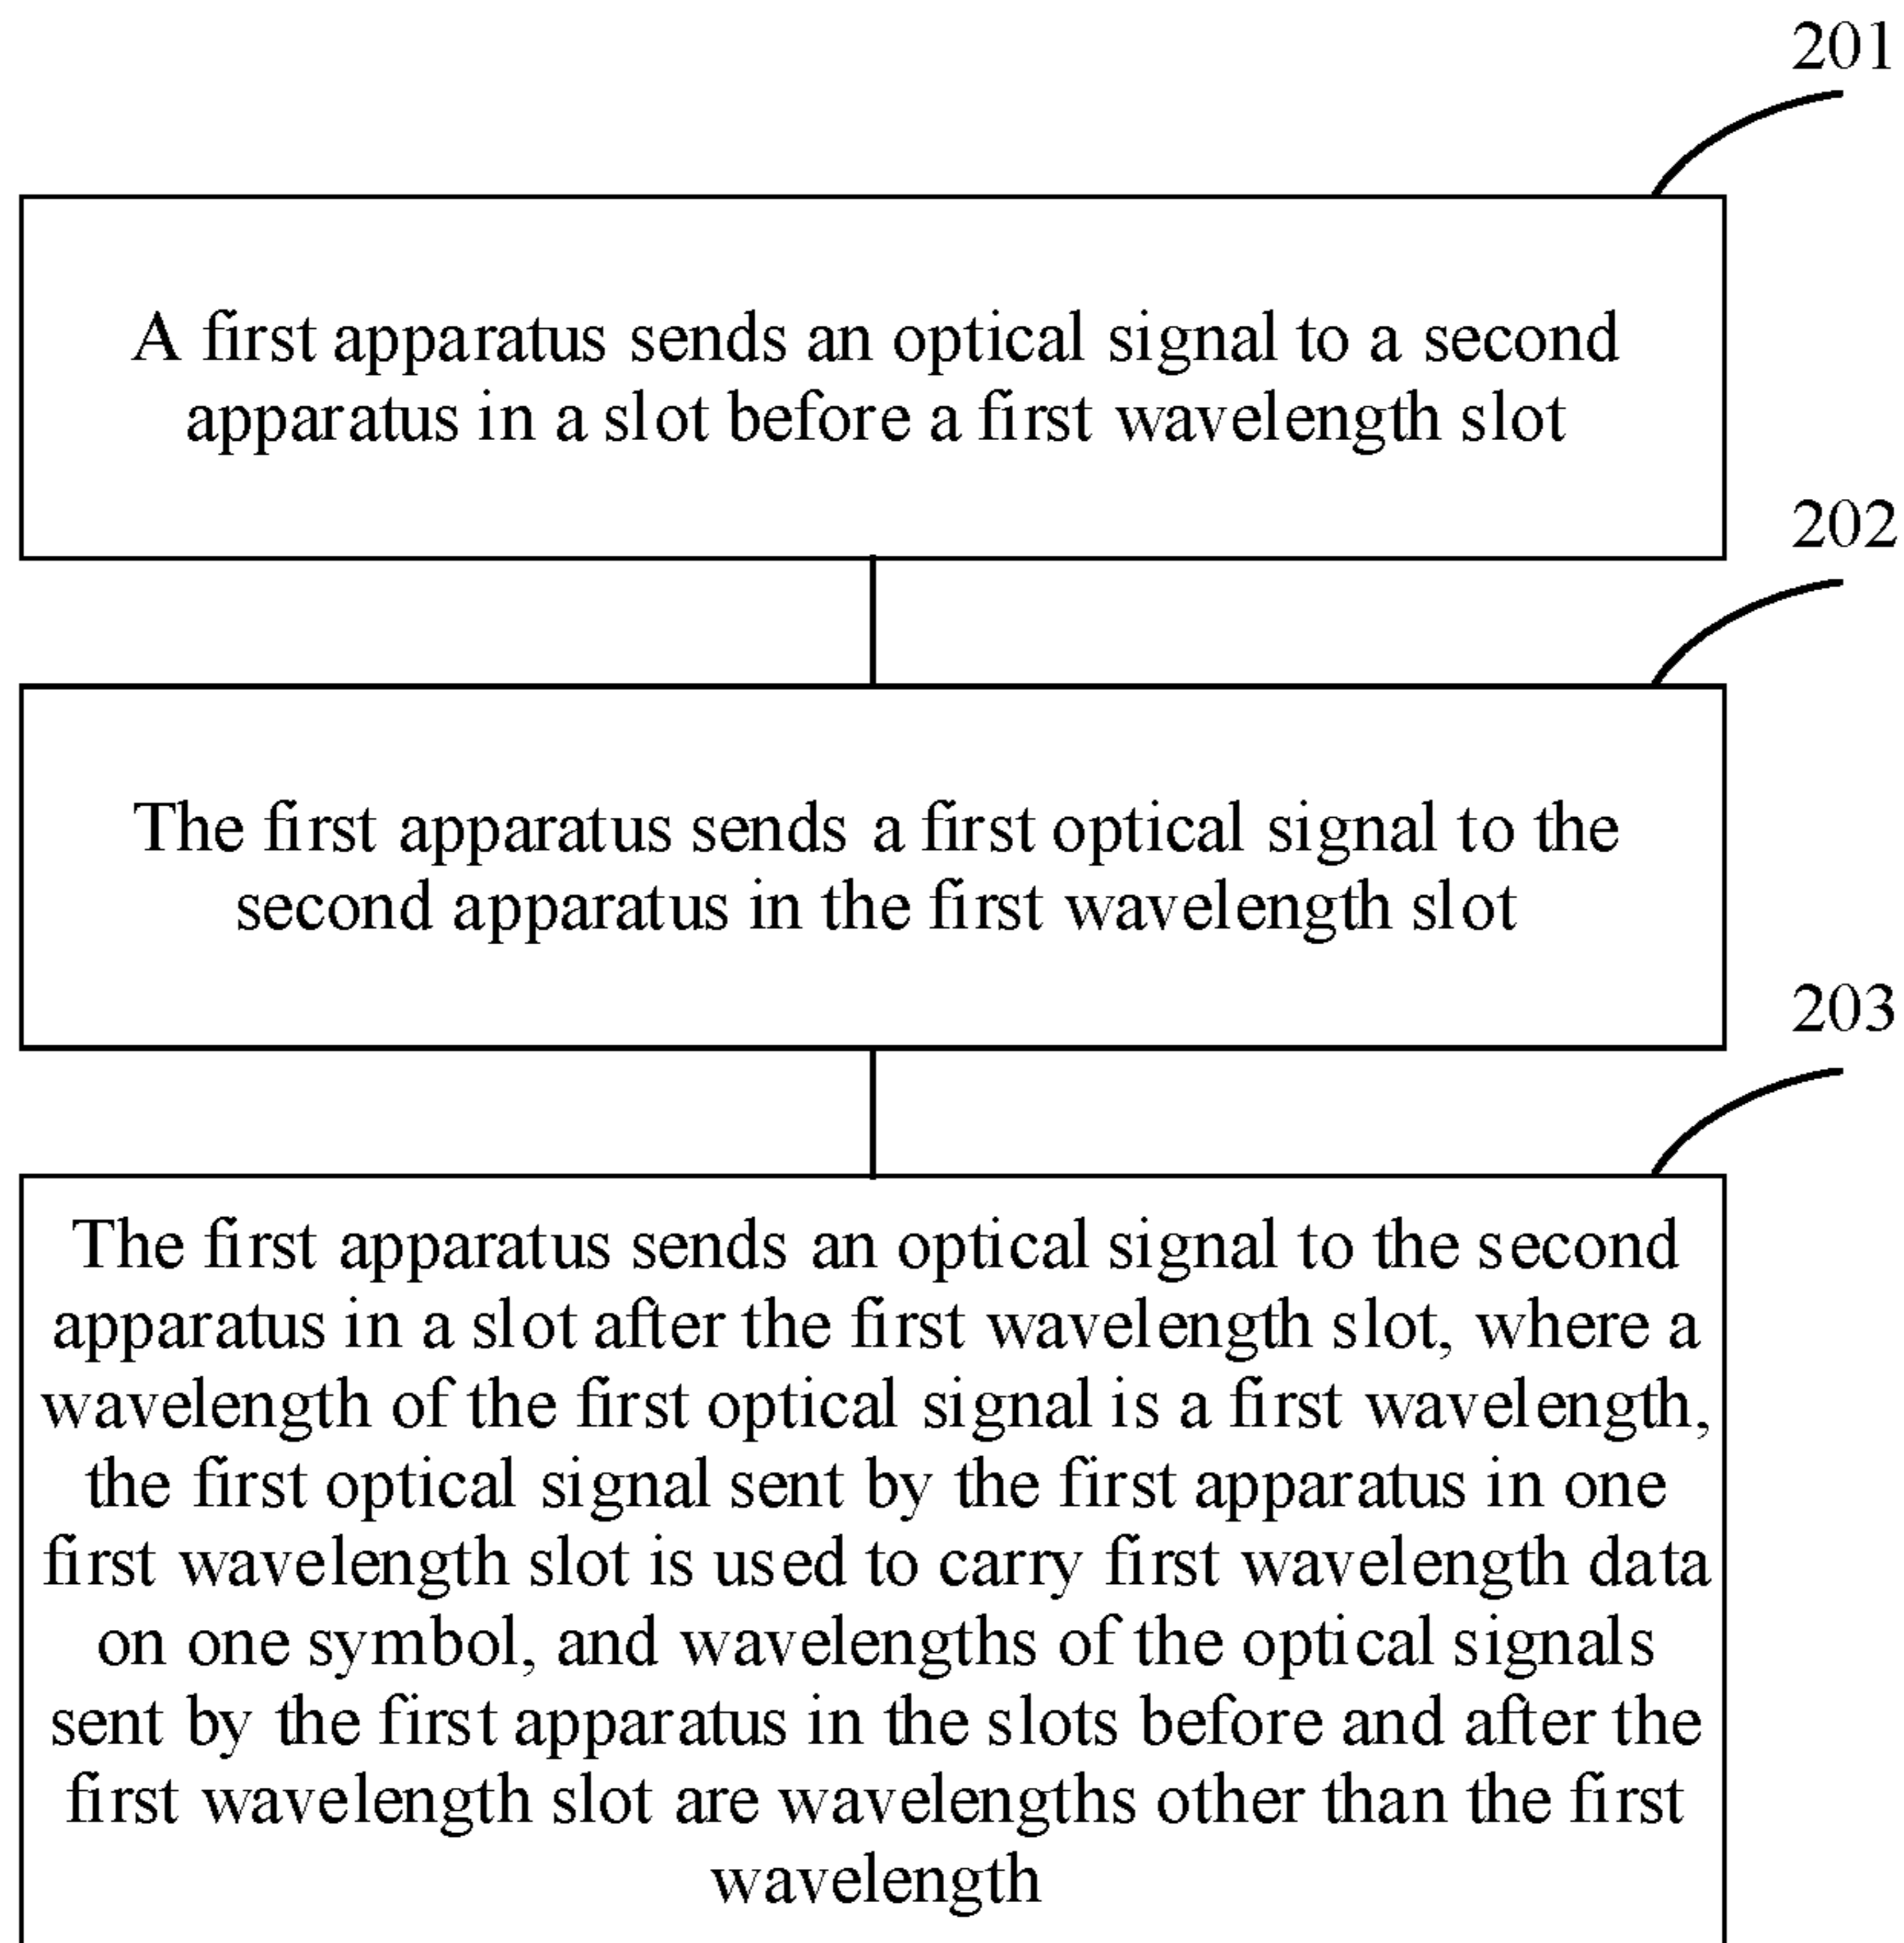 201
A first apparatus sends an optical signal to a second
apparatus in a slot before a first wavelength slot
202
The first apparatus sends a first optical signal to the
second apparatus in the first wavelength slot
203
The first apparatus sends an optical signal to the second
apparatus in a slot after the first wavelength slot, where a
wavelength of the first optical signal is a first wavelength,
the first optical signal sent by the first apparatus in one
first wavelength slot is used to carry first wavelength data
on one symbol, and wavelengths of the optical signals
sent by the first apparatus in the slots before and after the
first wavelength slot are wavelengths other than the first
wavelength